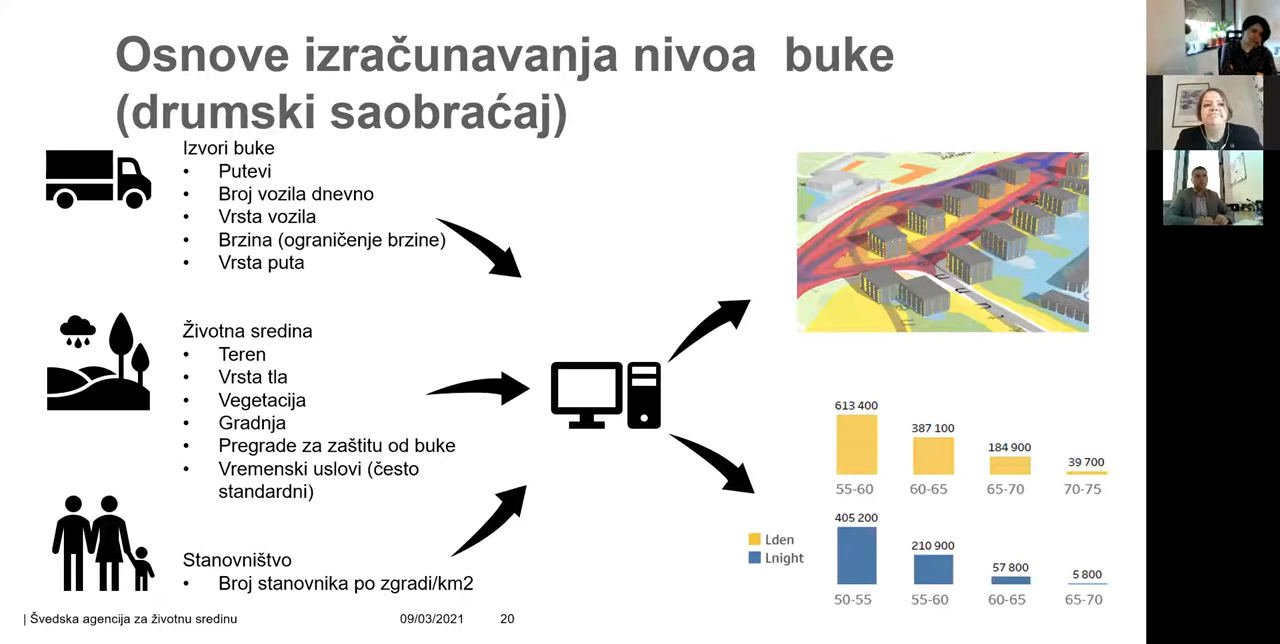 Osnove izračunavanja nivoa buke
(drumski saobraćaj)
Izvori buke
• Putevi
• Broj vozila dnevno
• Vrsta vozila
• Brzina (ograničenje brzine)
• Vrsta puta
Životna sredina
• Teren
• Vrsta tla
• Vegetacija
• Gradnja
• Pregrade za zaštitu od buke
• Vremenski uslovi (često
standardni)
Stanovništvo
• Broj stanovnika po zgradi/km2
613 400
387 100
184 900
39 700
55-60
60-65
65-70
70-75
Lden
Lnight
405 200
210 900
57 800
5 800
50-55
55-60
60-65
65-70
| Švedska agencija za životnu sredinu
09/03/2021
20